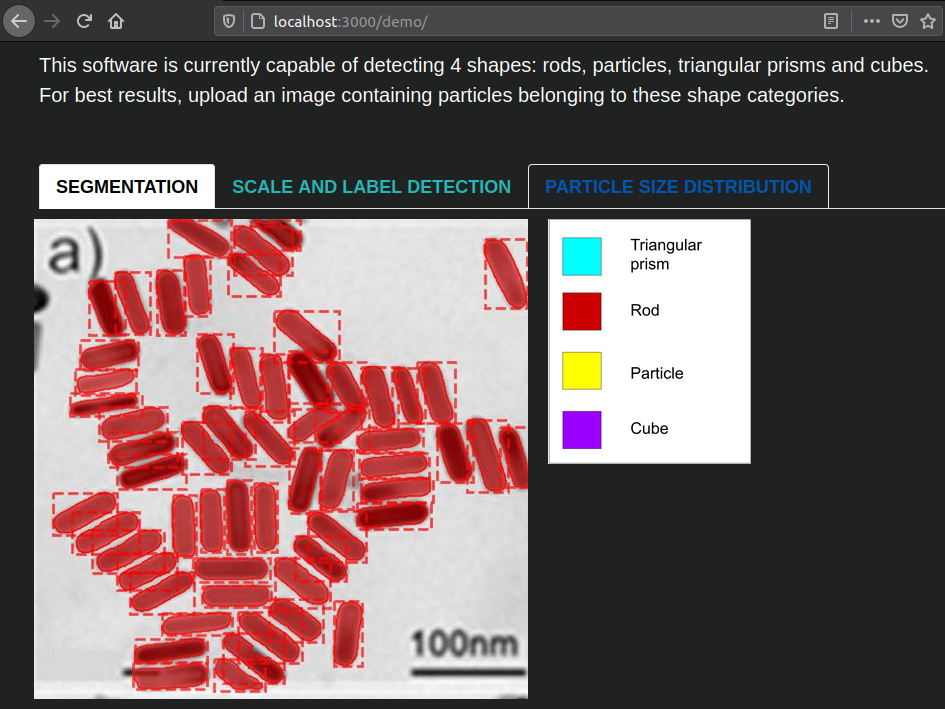 localhost:3000/demo/
This software is currently capable of detecting 4 shapes: rods, particles, triangular prisms and cubes.
For best results, upload an image containing particles belonging to these shape categories.
SEGMENTATION
SCALE AND LABEL DETECTION
PARTICLE SIZE DISTRIBUTION
a)
Triangular
prism
Rod
Particle
Cube
100nm